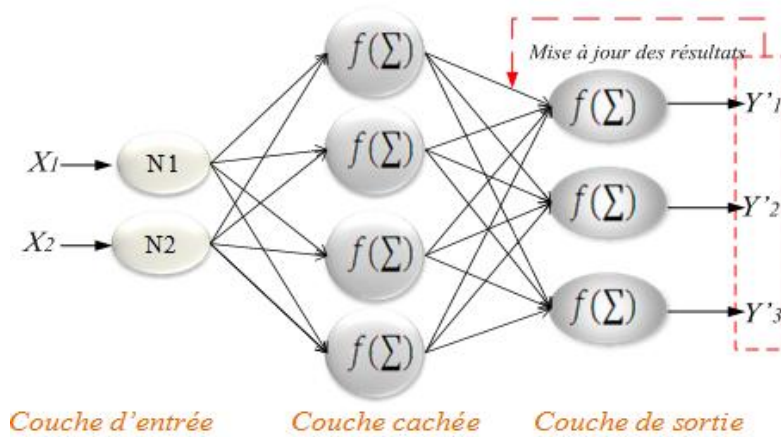 f(∑)
Mise à jour des résultats
f(∑)
Y'1
X1
N1
f(∑)
X2
N2
f(∑)
Y'2
f(∑)
f(∑)
Y'3
f(∑)
Couche d'entrée
Couche cachée
Couche de sortie